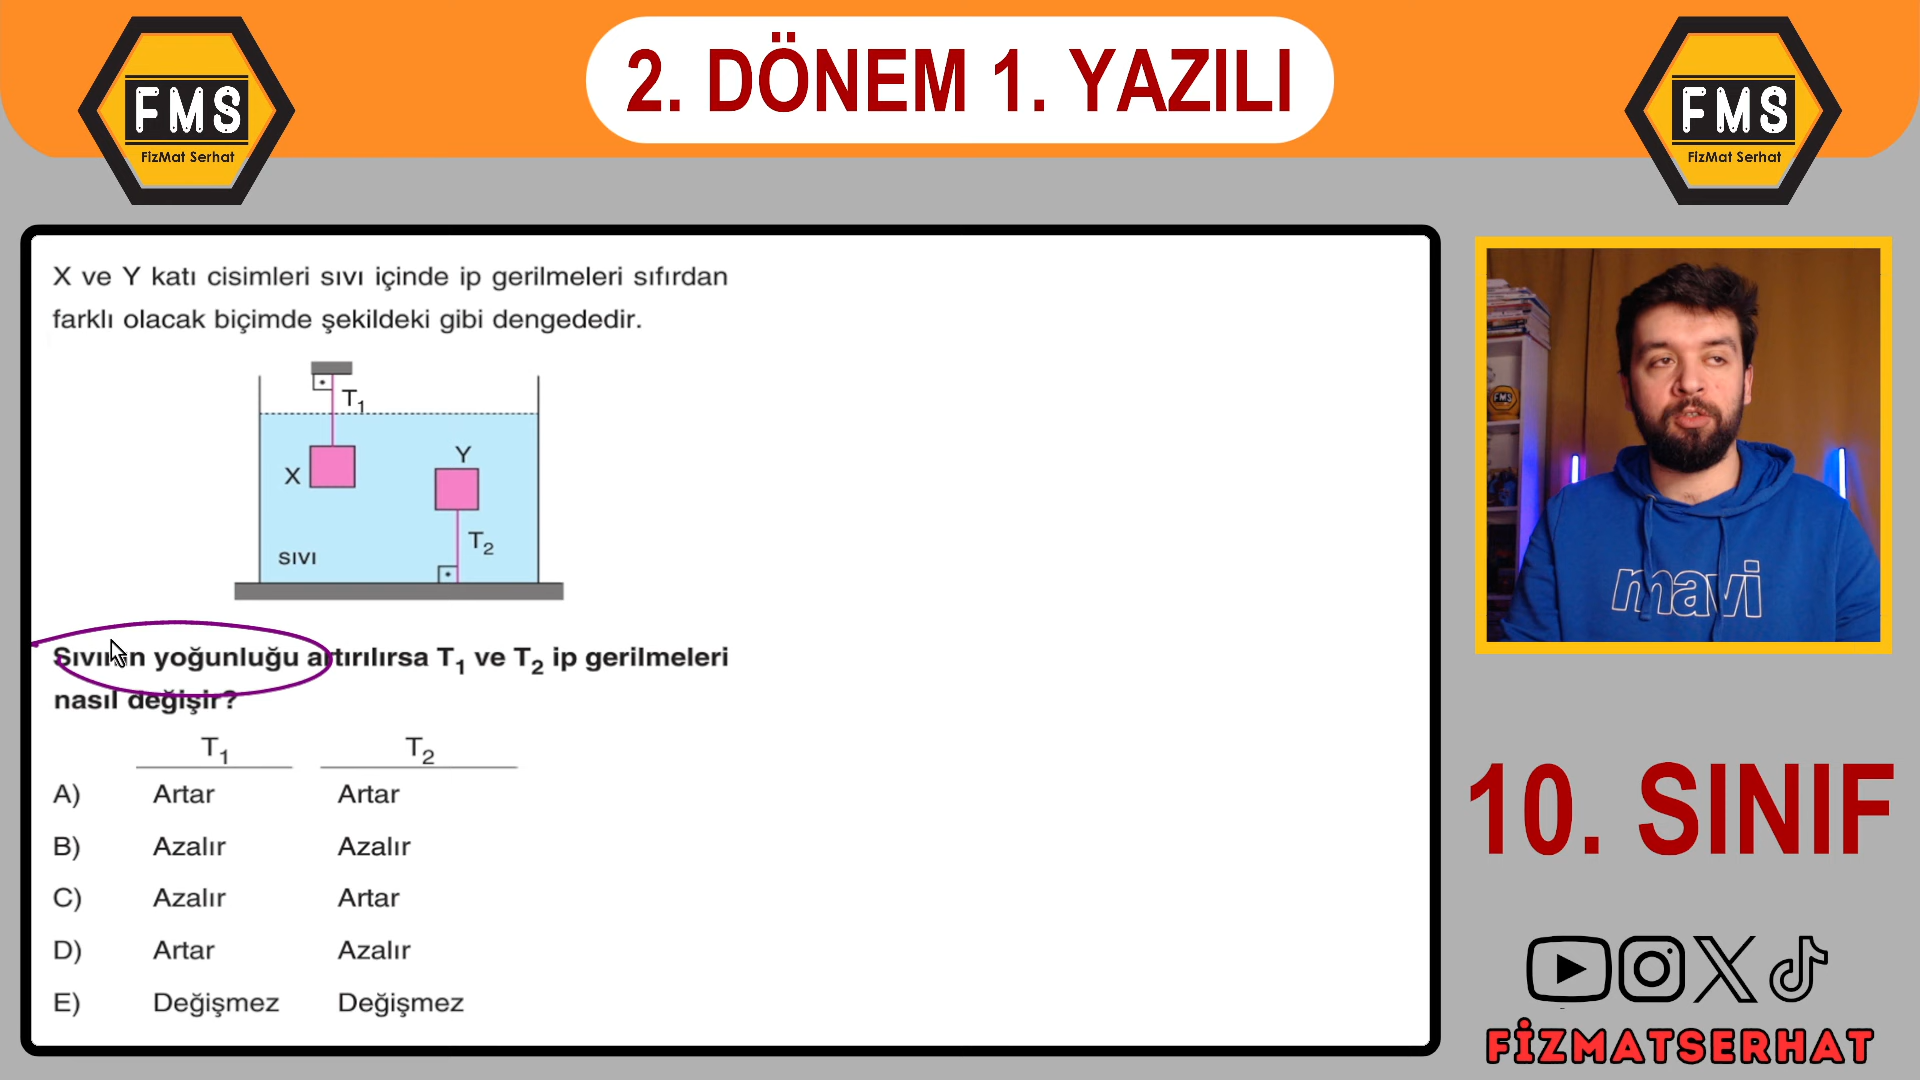 2. DÖNEM 1. YAZILI
FMS
FizMat Serhat
FMS
FizMat Serhat
X ve Y katı cisimleri sıvı içinde ip gerilmeleri sıfırdan
farklı olacak biçimde şekildeki gibi dengededir.
T1
X
Y
T2
SIVI
Sıvının yoğunluğu artırılırsa T1 ve T2 ip gerilmeleri
nasıl değişir?
T1 T2
A) Artar Artar
B) Azalır Azalır
C) Azalır Artar
D) Artar Azalır
E) Değişmez Değişmez
FMS
mavi
10. SINIF
FİZMATSERHAT